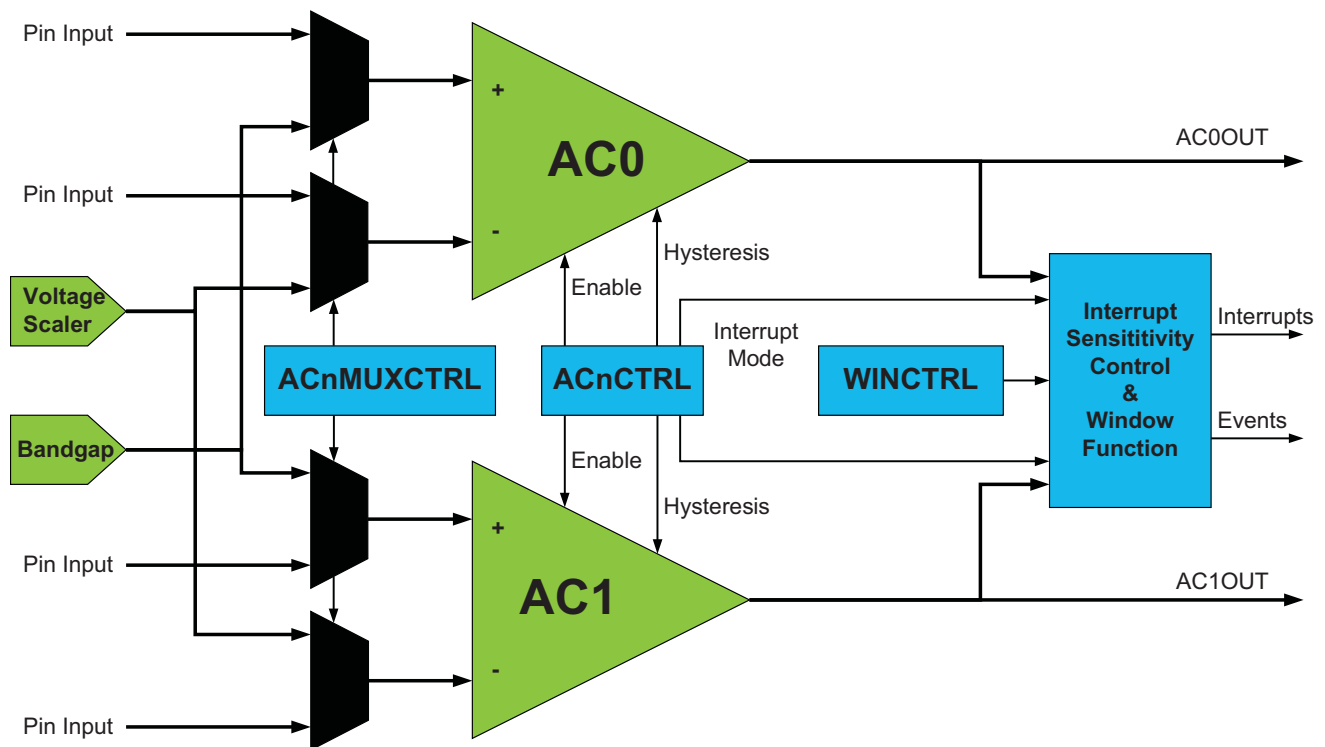 Pin Input
AC0OUT
+
AC0
Pin Input
-
Hysteresis
Enable
Voltage
Scaler
Interrupt
Mode
Interrupt
Sensititivity
Control
&
Window
Function
Interrupts
Events
ACnMUXCTRL
ACnCTRL
WINCTRL
Bandgap
Enable
Hysteresis
+
Pin Input
AC1
AC1OUT
-
Pin Input